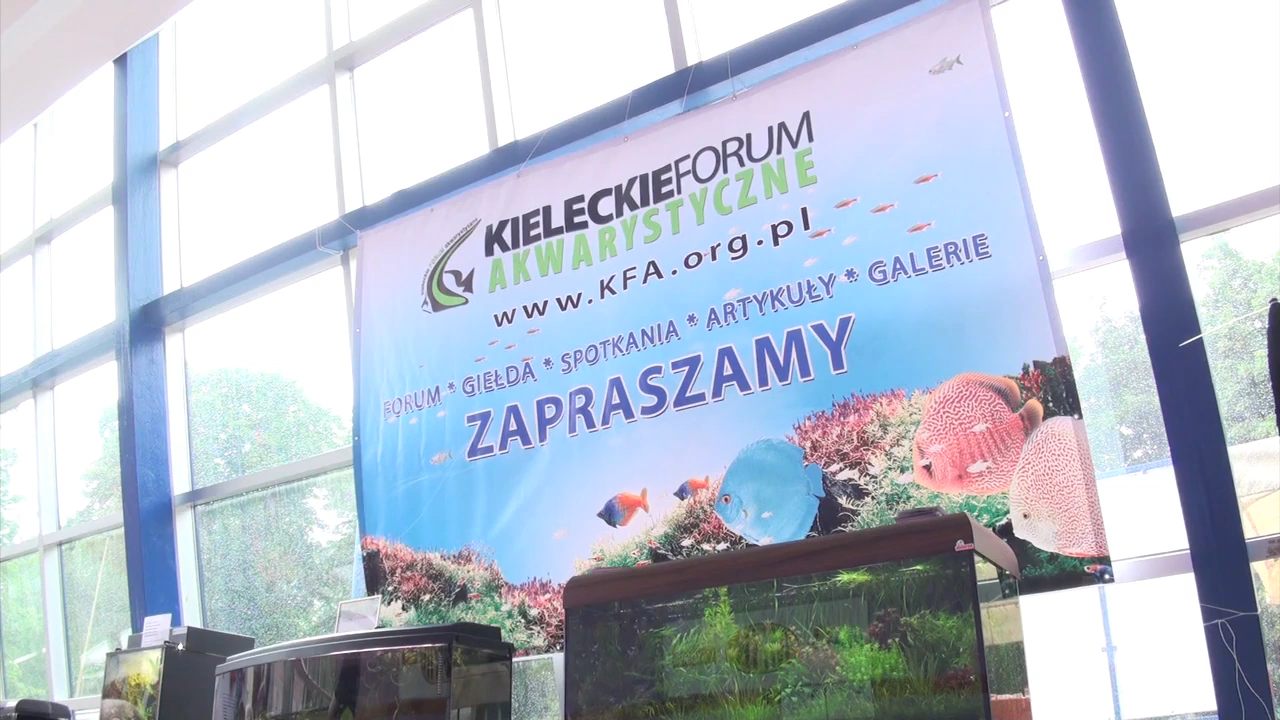 KIELECKIEFORUM
AKWARYSTYCZNE
www.KFA.org.pl
FORUM * GIEŁDA * SPOTKANIA * ARTYKUŁY * GALERIE
ZAPRASZAMY